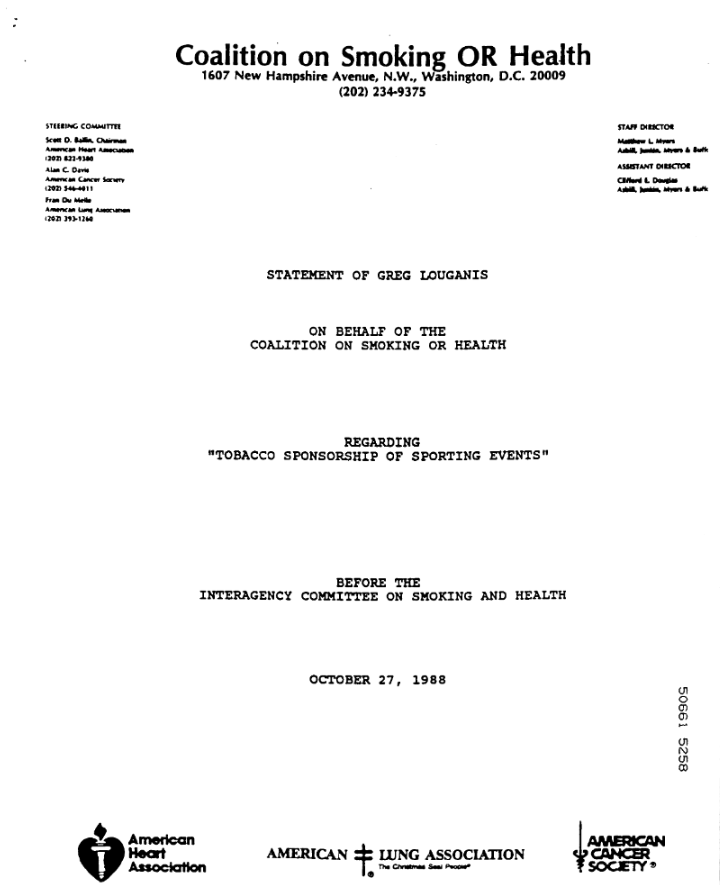 Coalition on Smoking OR Health
1607 New Hampshire Avenue, N.W., Washington, D.C. 20009
(202) 234-9375
STEERING COMMITTEE
Scott D. Ballin, Chairman
American Heart Association
(202) 822-9380
Alan C. Davis
American Cancer Society
(202) 546-4011
Fran Du Melle
American Lung Association
(202) 393-1260
STAFF DIRECTOR
Matthew L. Myers
Asbill, Junkin, Myers & Buffk
ASSISTANT DIRECTOR
Clifford E. Douglas
Asbill, Junkin, Myers & Buffk
STATEMENT OF GREG LOUGANIS
ON BEHALF OF THE
COALITION ON SMOKING OR HEALTH
REGARDING
"TOBACCO SPONSORSHIP OF SPORTING EVENTS"
BEFORE THE
INTERAGENCY COMMITTEE ON SMOKING AND HEALTH
OCTOBER 27, 1988
50661 5258
American
Heart
Association
AMERICAN LUNG ASSOCIATION
The Christmas Seal People®
AMERICAN
CANCER
SOCIETY®